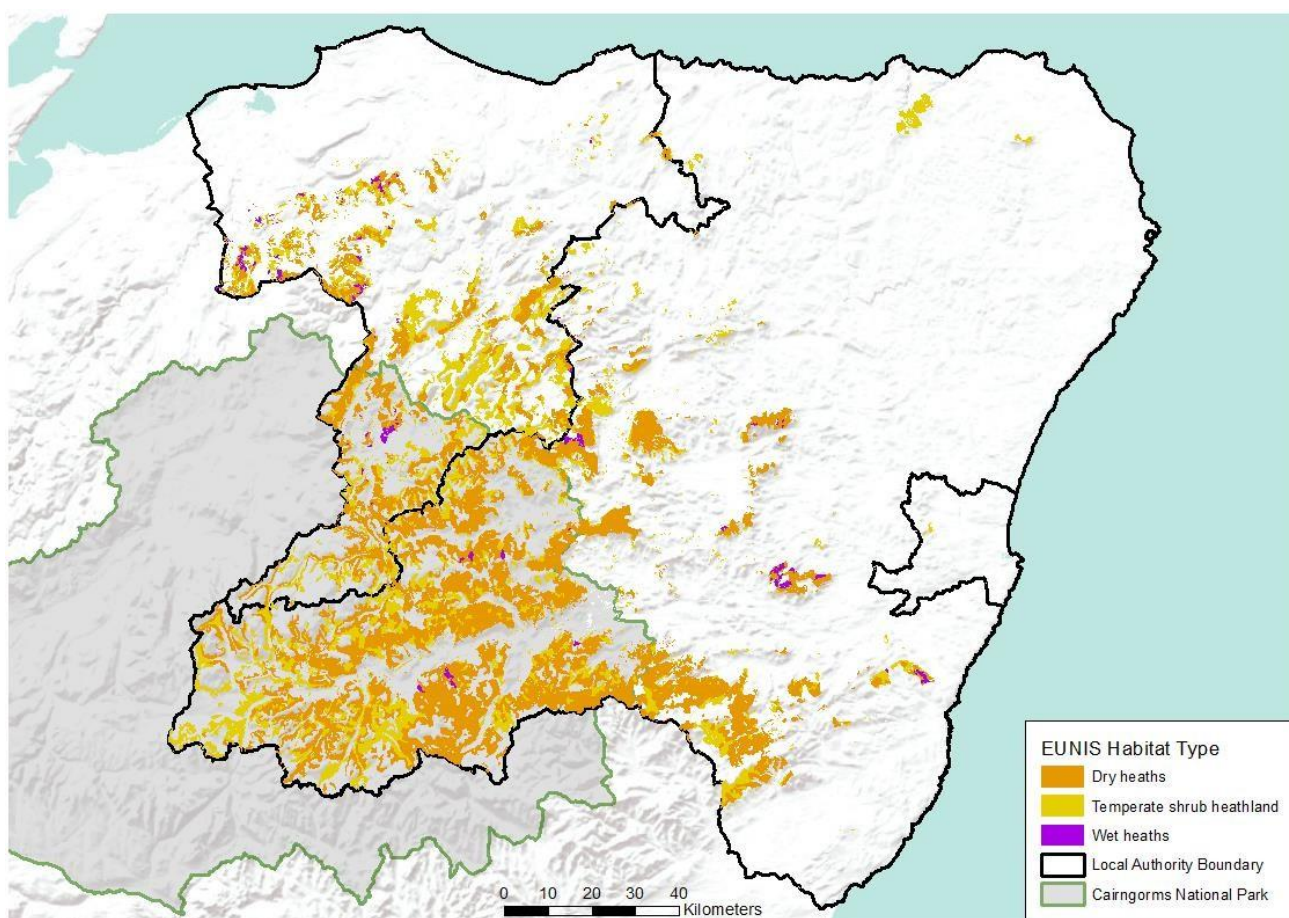 EUNIS Habitat Type
Dry heaths
Temperate shrub heathland
Wet heaths
Local Authority Boundary
Cairngorms National Park
0 10 20 30 40
Kilometers